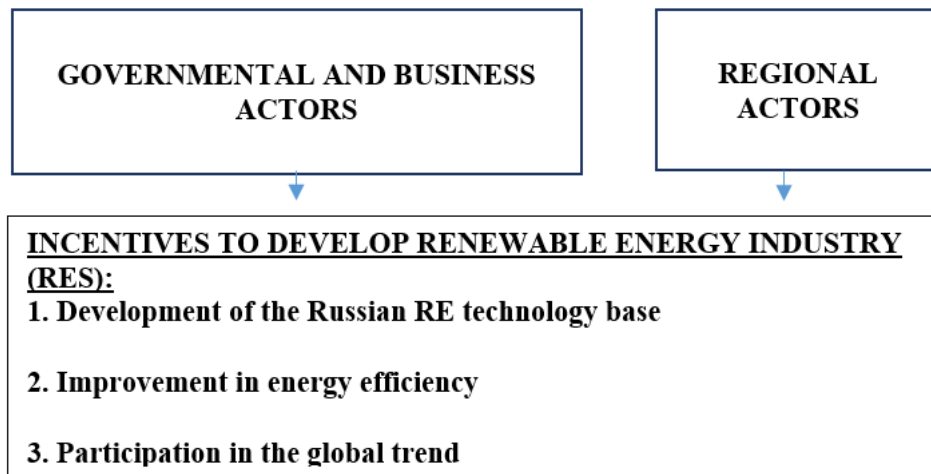 GOVERNMENTAL AND BUSINESS
ACTORS
REGIONAL
ACTORS
INCENTIVES TO DEVELOP RENEWABLE ENERGY INDUSTRY
(RES):
1. Development of the Russian RE technology base
2. Improvement in energy efficiency
3. Participation in the global trend